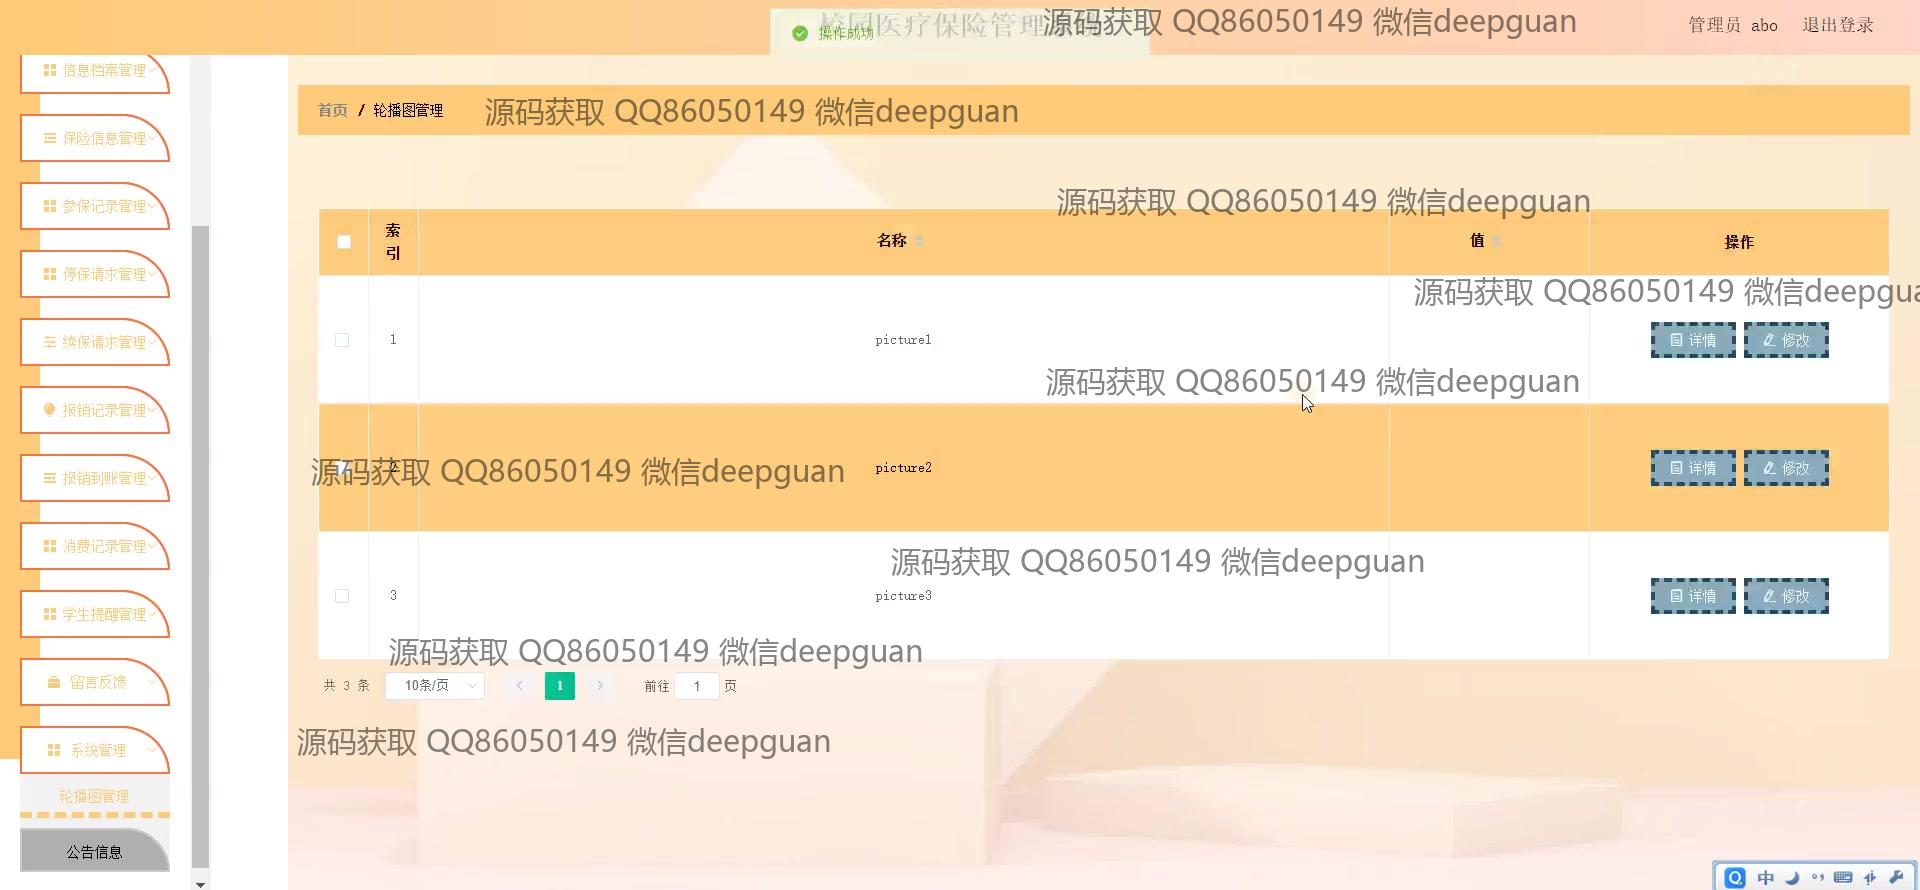 校园医疗保险管理
操作成功
源码获取 QQ86050149 微信deepguan
管理员 abo 退出登录
信息档案管理
保险信息管理
参保记录管理
停保请求管理
续保请求管理
报销记录管理
报销到账管理
消费记录管理
学生提醒管理
留言反馈
系统管理
轮播图管理
公告信息
首页 / 轮播图管理
源码获取 QQ86050149 微信deepguan
源码获取 QQ86050149 微信deepguan
索引 名称 值 操作
源码获取 QQ86050149 微信deepgua
1 picture1 详情 修改
源码获取 QQ86050149 微信deepguan
2 picture2 详情 修改
源码获取 QQ86050149 微信deepguan
源码获取 QQ86050149 微信deepguan
3 picture3 详情 修改
源码获取 QQ86050149 微信deepguan
共 3 条 10条/页 1 前往 1 页
源码获取 QQ86050149 微信deepguan
中